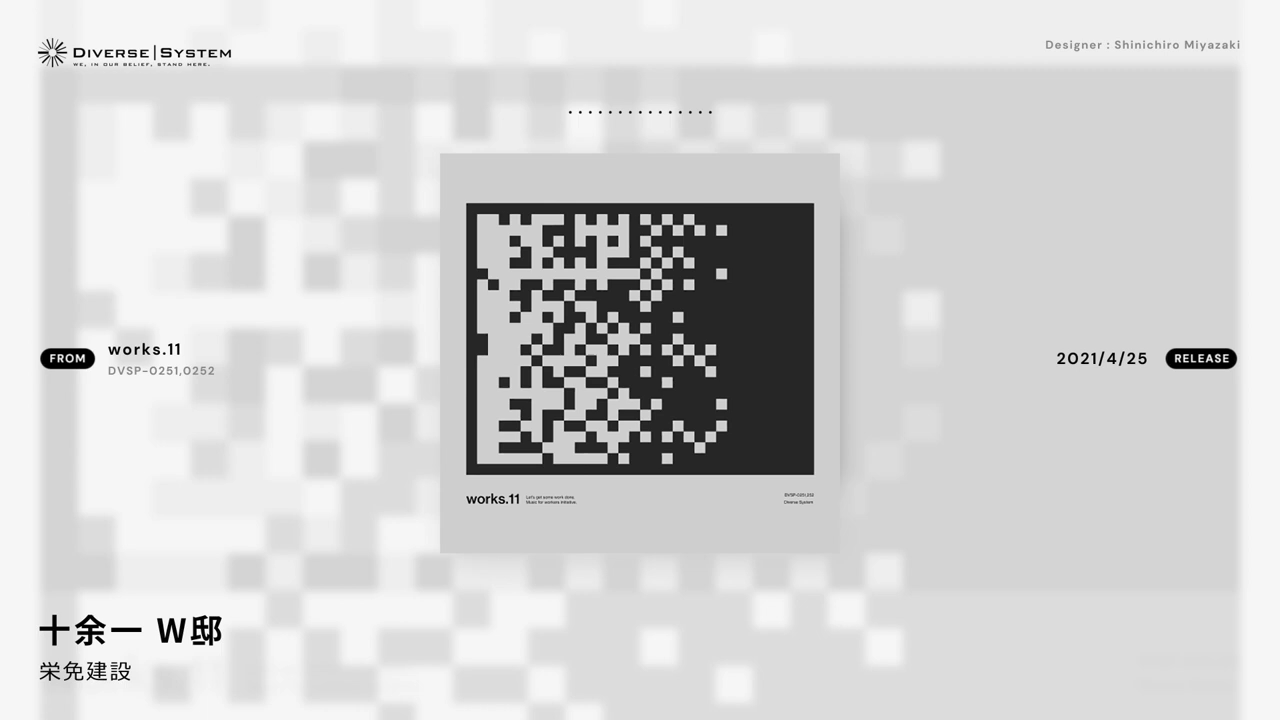 DIVERSE|SYSTEM
WE, IN OUR BELIEF, STAND HERE.
Designer : Shinichiro Miyazaki
FROM
works.11
DVSP-0251,0252
2021/4/25
RELEASE
works.11
Let's get some work done.
Music for workers initiative.
DVSP-0251,252
Diverse System
十余一 W邸
栄免建設